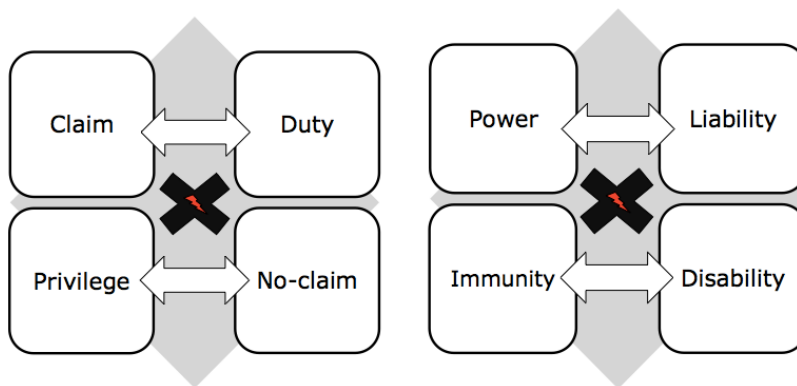 Claim
Duty
Privilege
No-claim
Power
Liability
Immunity
Disability